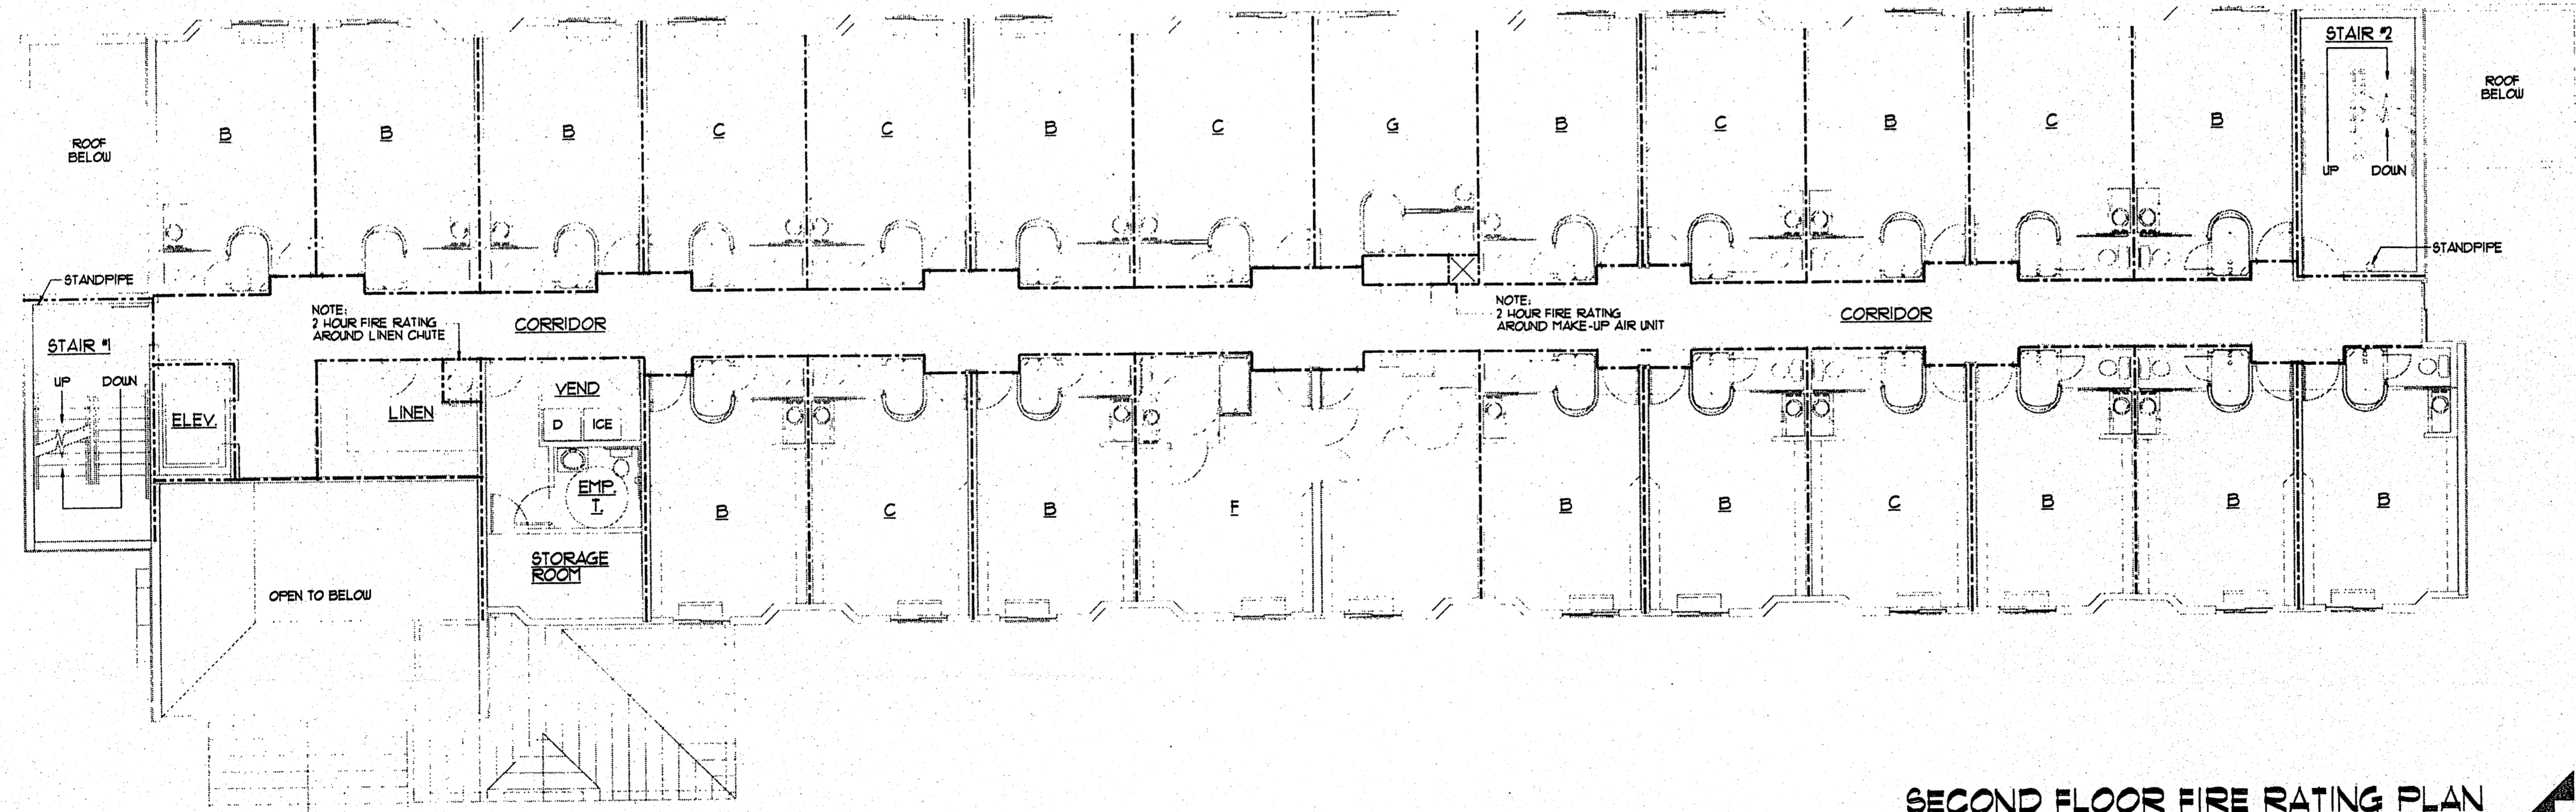 STAIR #2
ROOF
BELOW
ROOF
BELOW
B
B
B
C
C
B
C
G
B
C
B
C
B
UP
DOWN
STANDPIPE
STANDPIPE
NOTE:
2 HOUR FIRE RATING
AROUND LINEN CHUTE
CORRIDOR
NOTE:
2 HOUR FIRE RATING
AROUND MAKE-UP AIR UNIT
CORRIDOR
STAIR #1
UP
DOWN
ELEV.
LINEN
VEND
D
ICE
EMP.
T.
STORAGE
ROOM
B
C
B
F
B
B
C
B
B
B
OPEN TO BELOW
SECOND FLOOR FIRE RATING PLAN